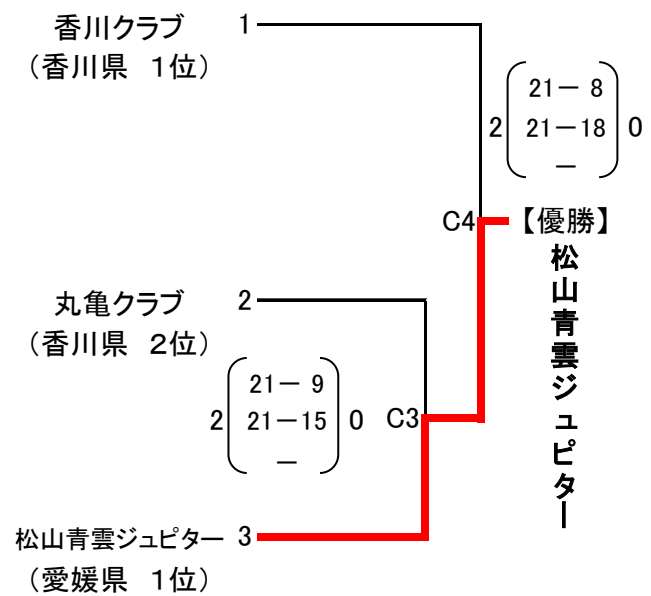 香川クラブ 1
（香川県　1位）
21－ 8
2 21－18 0
－
C4 【優勝】
松山青雲ジュピター
丸亀クラブ 2
（香川県　２位）
21－ 9
2 21－15 0 C3
－
松山青雲ジュピター 3
（愛媛県　1位）